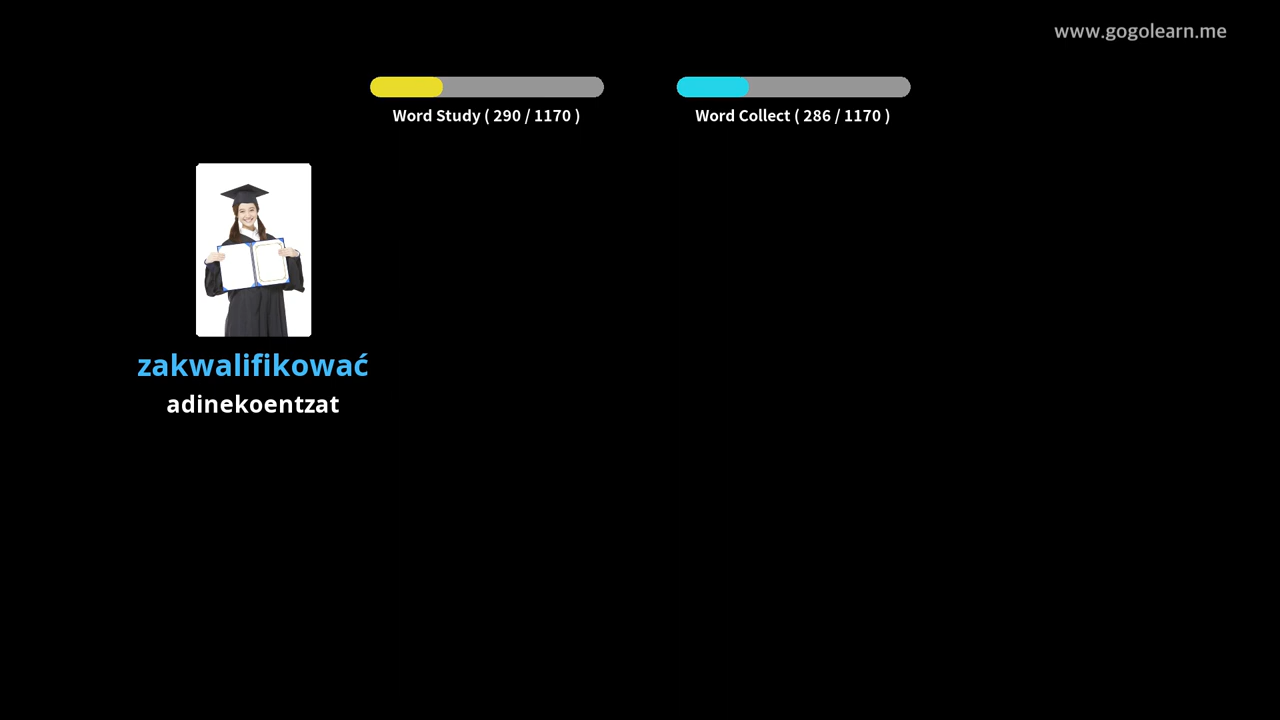 www.gogolearn.me
Word Study ( 290 / 1170 )
Word Collect ( 286 / 1170 )
zakwalifikować
adinekoentzat